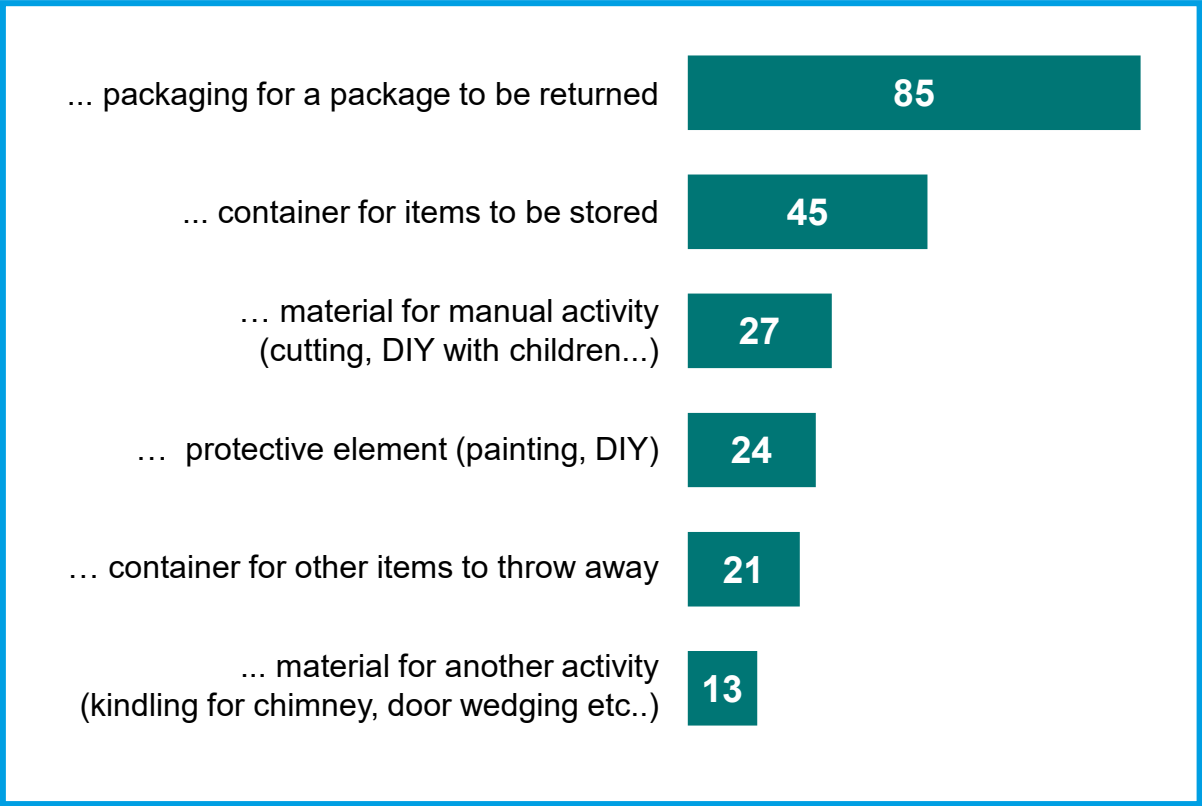 ... packaging for a package to be returned
85
... container for items to be stored
45
… material for manual activity
(cutting, DIY with children...)
27
…  protective element (painting, DIY)
24
… container for other items to throw away
21
... material for another activity
(kindling for chimney, door wedging etc..)
13